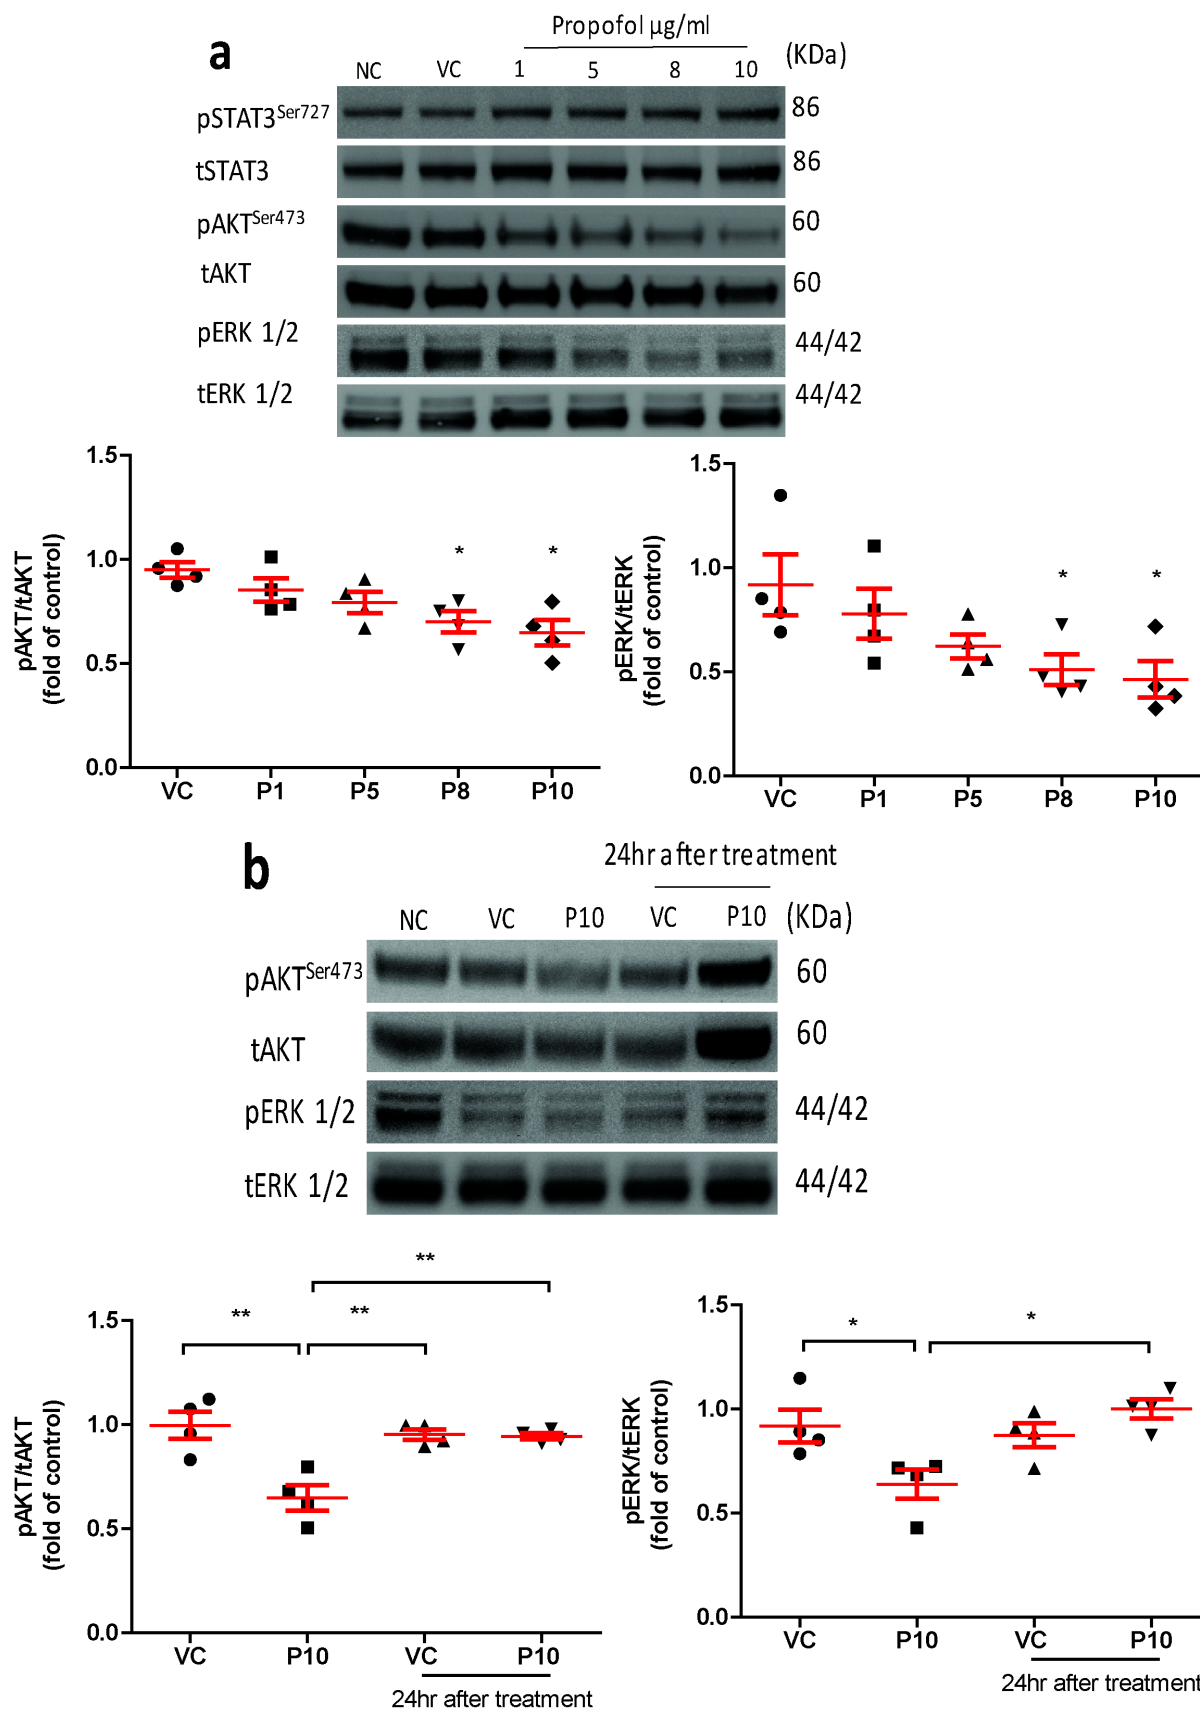 a
Propofol µg/ml
NC VC 1 5 8 10 (KDa)
pSTAT3Ser727 86
tSTAT3 86
pAKTSer473 60
tAKT 60
pERK 1/2 44/42
tERK 1/2 44/42
pAKT/tAKT
(fold of control)
1.5
1.0
0.5
0.0
* *
VC P1 P5 P8 P10
pERK/tERK
(fold of control)
1.5
1.0
0.5
0.0
* *
VC P1 P5 P8 P10
b
24hr after treatment
NC VC P10 VC P10 (KDa)
pAKTSer473 60
tAKT 60
pERK 1/2 44/42
tERK 1/2 44/42
pAKT/tAKT
(fold of control)
1.5
1.0
0.5
0.0
**
** **
VC P10 VC P10
24hr after treatment
pERK/tERK
(fold of control)
1.5
1.0
0.5
0.0
* *
VC P10 VC P10
24hr after treatment